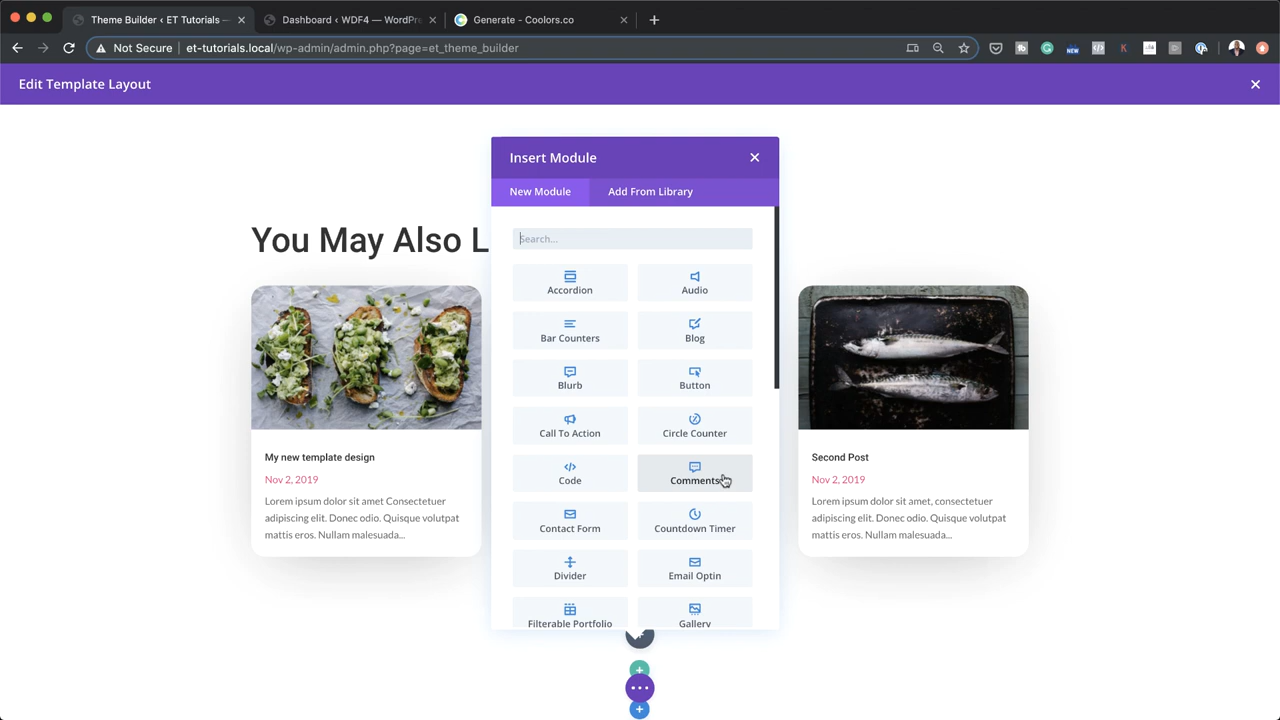 Theme Builder ‹ ET Tutorials —
Dashboard ‹ WDF4 — WordPre
Generate - Coolors.co
Not Secure
et-tutorials.local/wp-admin/admin.php?page=et_theme_builder
NEW
Edit Template Layout
Insert Module
New Module
Add From Library
Search...
You May Also L
Accordion
Audio
Bar Counters
Blog
Blurb
Button
Call To Action
Circle Counter
Code
Comments
Contact Form
Countdown Timer
Divider
Email Optin
Filterable Portfolio
Gallery
My new template design
Nov 2, 2019
Lorem ipsum dolor sit amet Consectetuer
adipiscing elit. Donec odio. Quisque volutpat
mattis eros. Nullam malesuada...
Second Post
Nov 2, 2019
Lorem ipsum dolor sit amet, consectetuer
adipiscing elit. Donec odio. Quisque volutpat
mattis eros. Nullam malesuada...